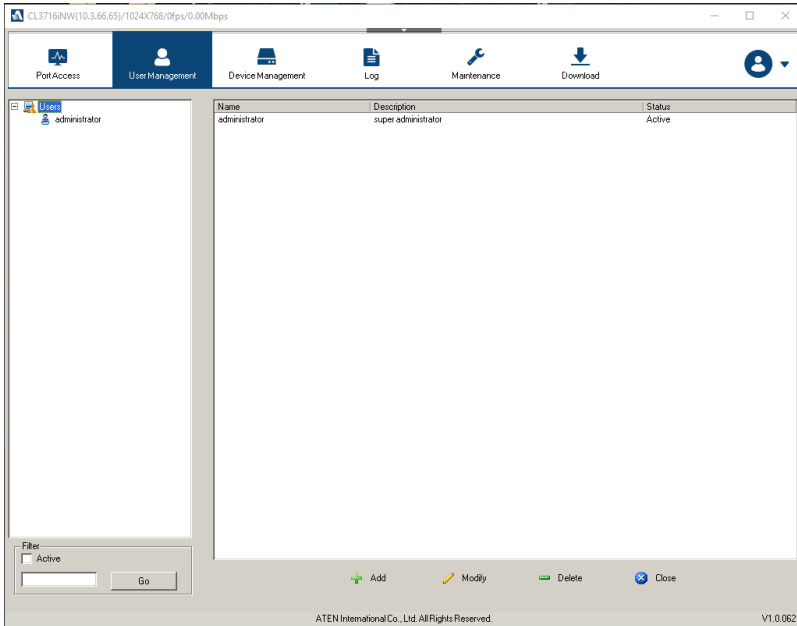 CL3716iNW(10.3.66.65)/1024X768/0fps/0.00Mbps
Port Access
User Management
Device Management
Log
Maintenance
Download
Users
administrator
Name Description Status
administrator super administrator Active
Filter
Active
Go
Add
Modify
Delete
Close
ATEN International Co., Ltd. All Rights Reserved.
V1.0.062